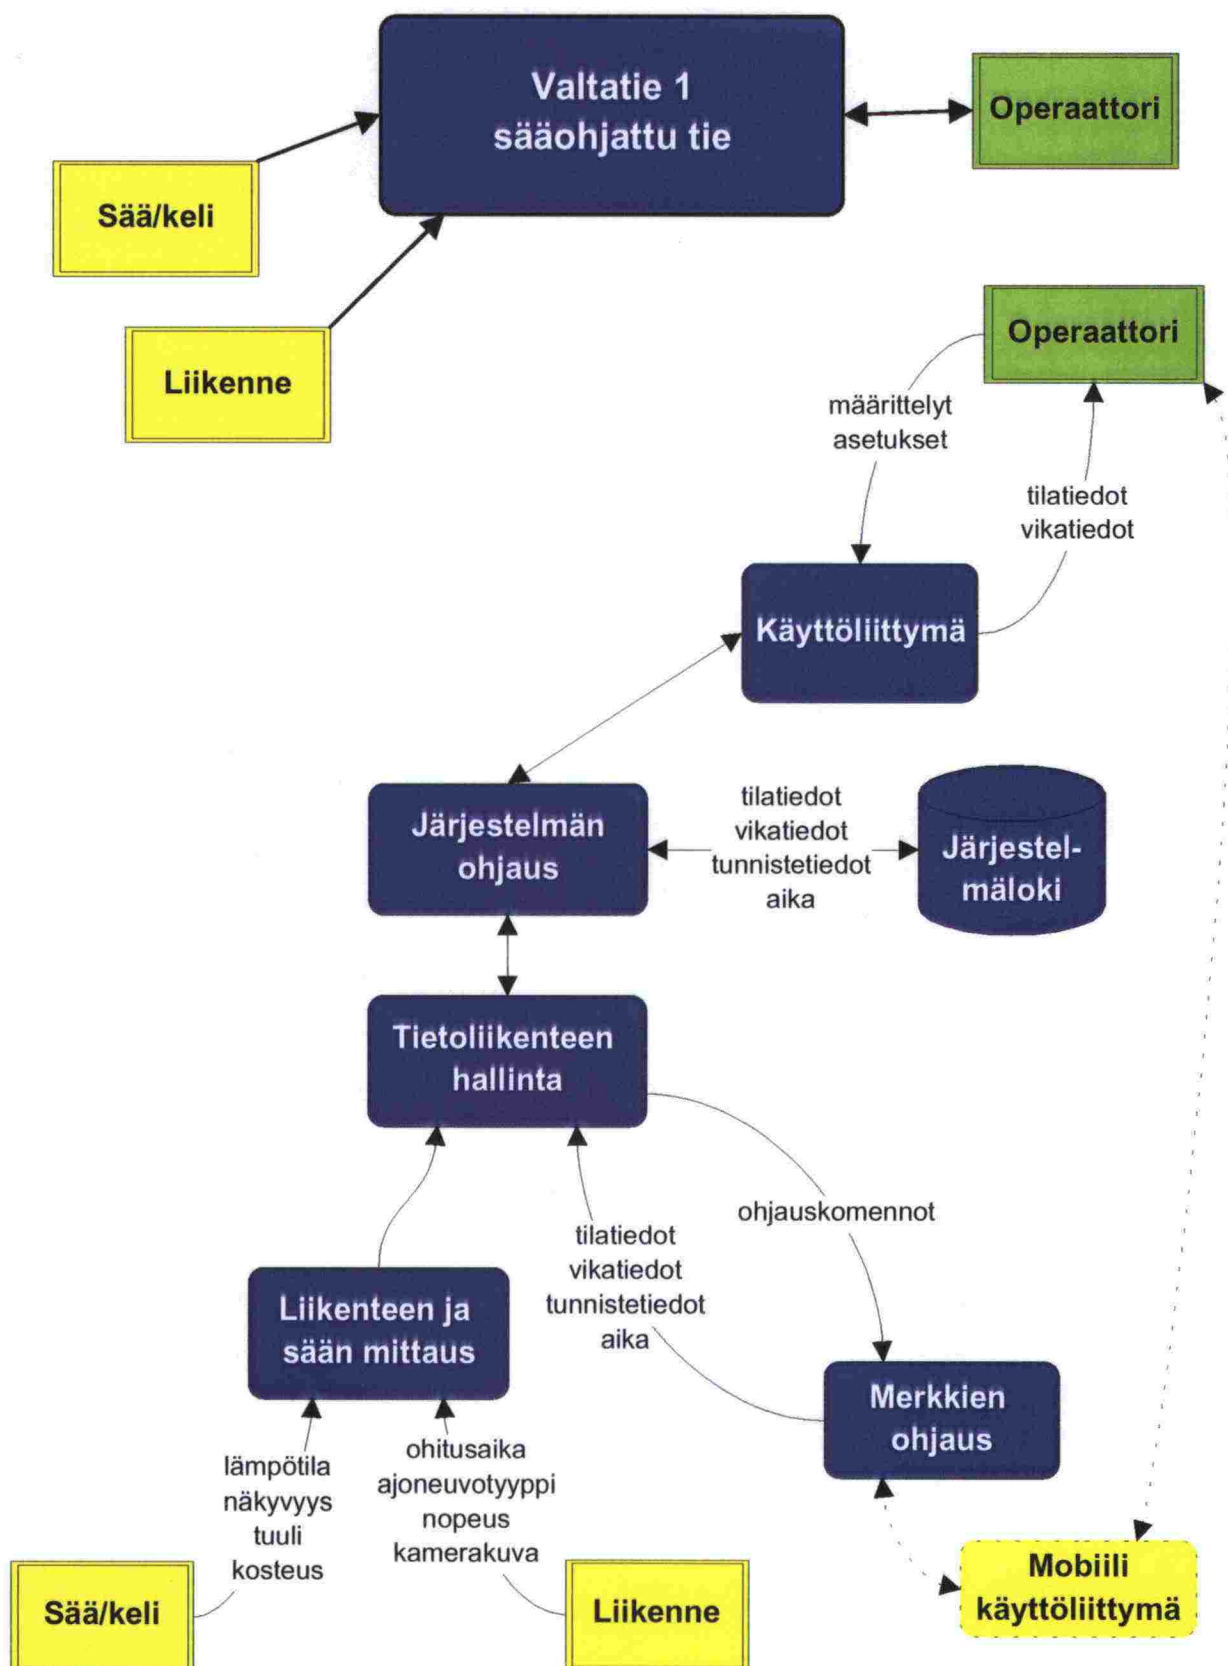 Valtatie 1
sääohjattu tie
Operaattori
Sää/keli
Liikenne
Operaattori
määrittelyt
asetukset
tilatiedot
vikatiedot
Käyttöliittymä
Järjestelmän
ohjaus
tilatiedot
vikatiedot
tunnistetiedot
aika
Järjestel-
mäloki
Tietoliikenteen
hallinta
ohjauskomennot
tilatiedot
vikatiedot
tunnistetiedot
aika
Liikenteen ja
sään mittaus
Merkkien
ohjaus
lämpötila
näkyvyys
tuuli
kosteus
ohitusaika
ajoneuvotyyppi
nopeus
kamerakuva
Sää/keli
Liikenne
Mobiili
käyttöliittymä